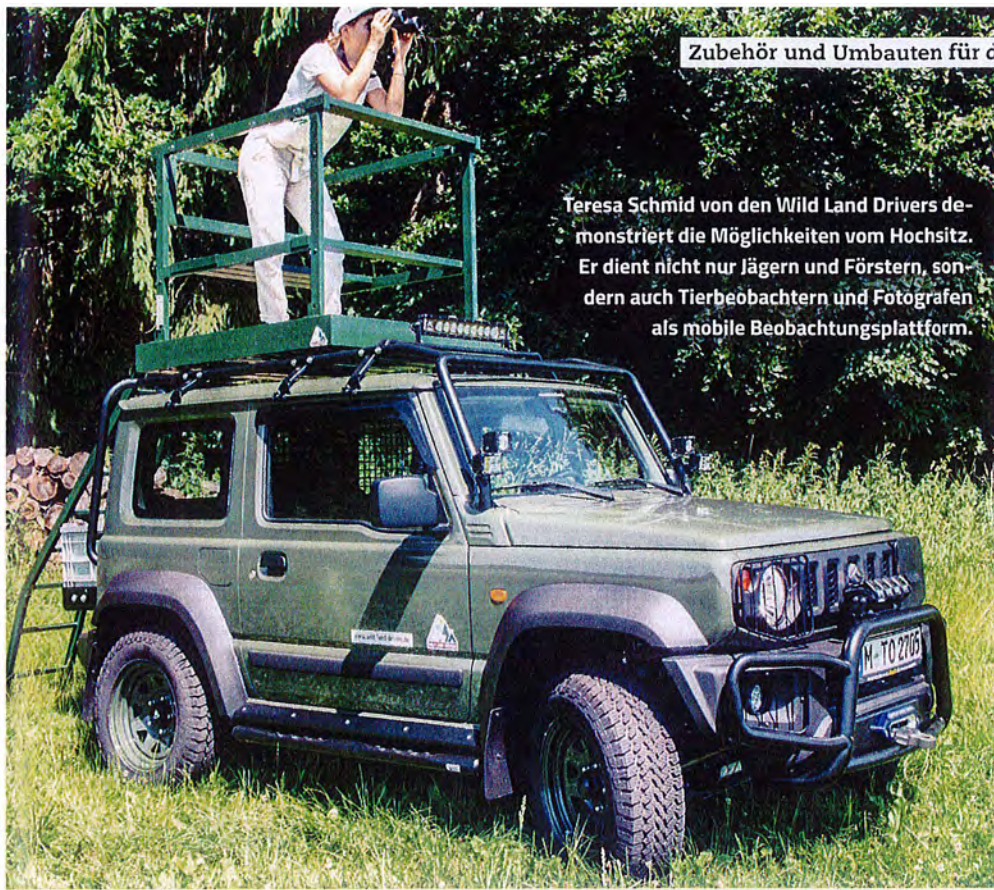 Zubehör und Umbauten für d
Teresa Schmid von den Wild Land Drivers de-
monstriert die Möglichkeiten vom Hochsitz.
Er dient nicht nur Jägern und Förstern, son-
dern auch Tierbeobachtern und Fotografen
als mobile Beobachtungsplattform.
M-TO 2705